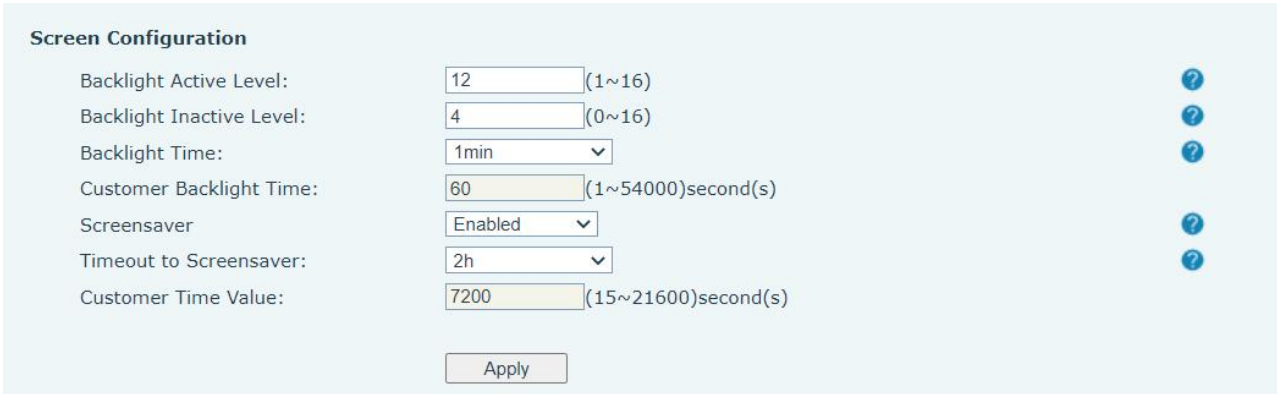 Screen Configuration
Backlight Active Level: 12 (1~16) ?
Backlight Inactive Level: 4 (0~16) ?
Backlight Time: 1min ?
Customer Backlight Time: 60 (1~54000)second(s)
Screensaver Enabled ?
Timeout to Screensaver: 2h ?
Customer Time Value: 7200 (15~21600)second(s)
Apply